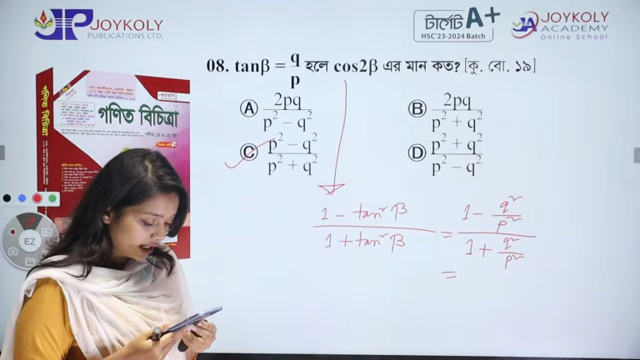 JP JOYKOLY
PUBLICATIONS LTD.
টার্গেট A+
HSC'23-2024 Batch
JOYKOLY
ACADEMY
Online School
08. tanβ = q/p হলে cos2β এর মান কত? [কু. বো. ১৯]
A 2pq / p² − q²
B 2pq / p² + q²
C p² − q² / p² + q²
D p² + q² / p² − q²
গণিত বিচিত্রা
গণিত বিচিত্রা
1 − tan²β / 1 + tan²β = 1 − q²/p² / 1 + q²/p²
=
EZ